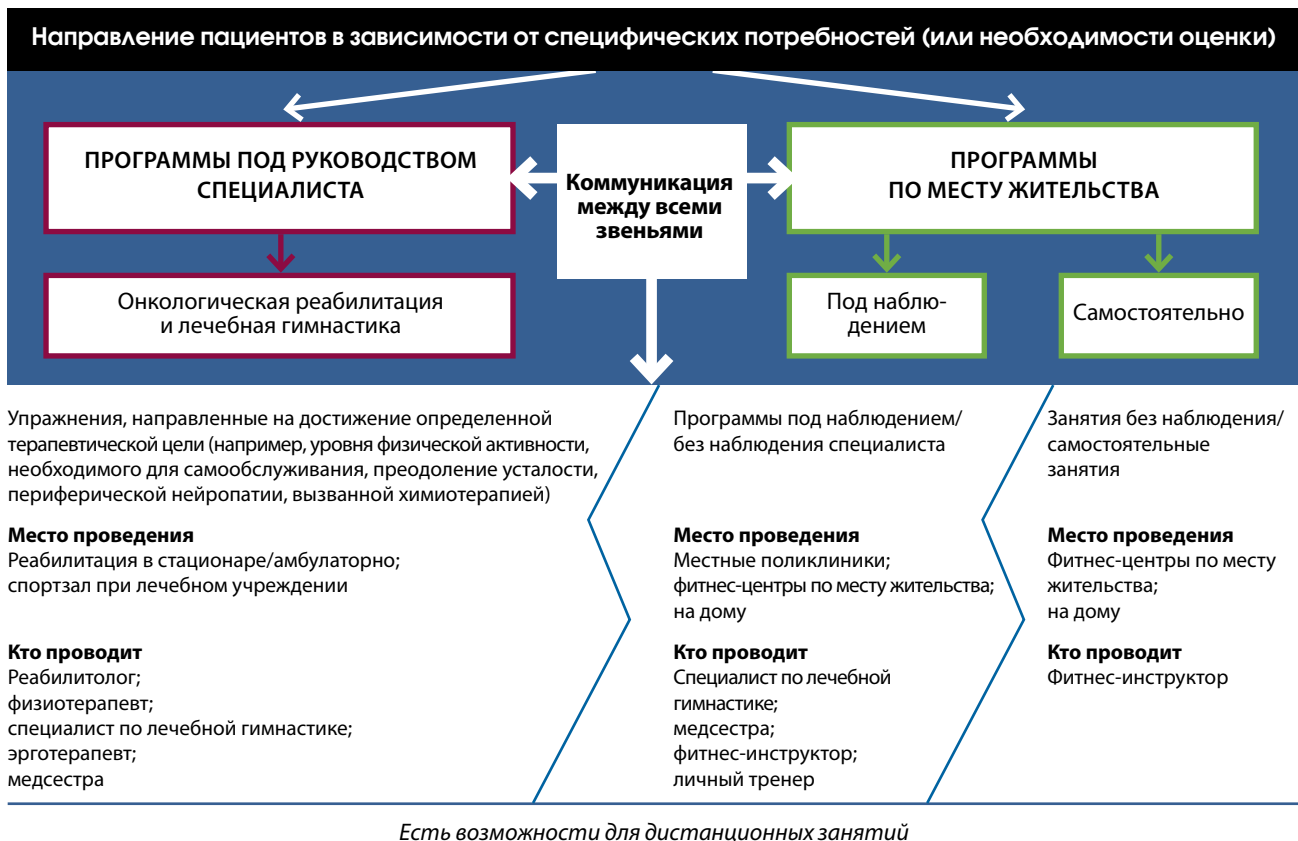 Направление пациентов в зависимости от специфических потребностей (или необходимости оценки)
ПРОГРАММЫ ПОД РУКОВОДСТВОМ
СПЕЦИАЛИСТА
Коммуникация
между всеми
звеньями
ПРОГРАММЫ
ПО МЕСТУ ЖИТЕЛЬСТВА
Онкологическая реабилитация
и лечебная гимнастика
Под наблю-
дением
Самостоятельно
Упражнения, направленные на достижение определенной
терапевтической цели (например, уровня физической активности,
необходимого для самообслуживания, преодоление усталости,
периферической нейропатии, вызванной химиотерапией)
Место проведения
Реабилитация в стационаре/амбулаторно;
спортзал при лечебном учреждении
Кто проводит
Реабилитолог;
физиотерапевт;
специалист по лечебной гимнастике;
эрготерапевт;
медсестра
Программы под наблюдением/
без наблюдения специалиста
Место проведения
Местные поликлиники;
фитнес-центры по месту жительства;
на дому
Кто проводит
Специалист по лечебной
гимнастике;
медсестра;
фитнес-инструктор;
личный тренер
Занятия без наблюдения/
самостоятельные
занятия
Место проведения
Фитнес-центры по месту
жительства;
на дому
Кто проводит
Фитнес-инструктор
Есть возможности для дистанционных занятий